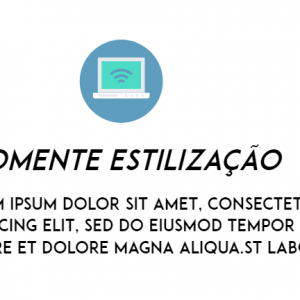 OMENTE ESTILIZAÇÃO
M IPSUM DOLOR SIT AMET, CONSECTET
CING ELIT, SED DO EIUSMOD TEMPOR
RE ET DOLORE MAGNA ALIQUA.ST LABO